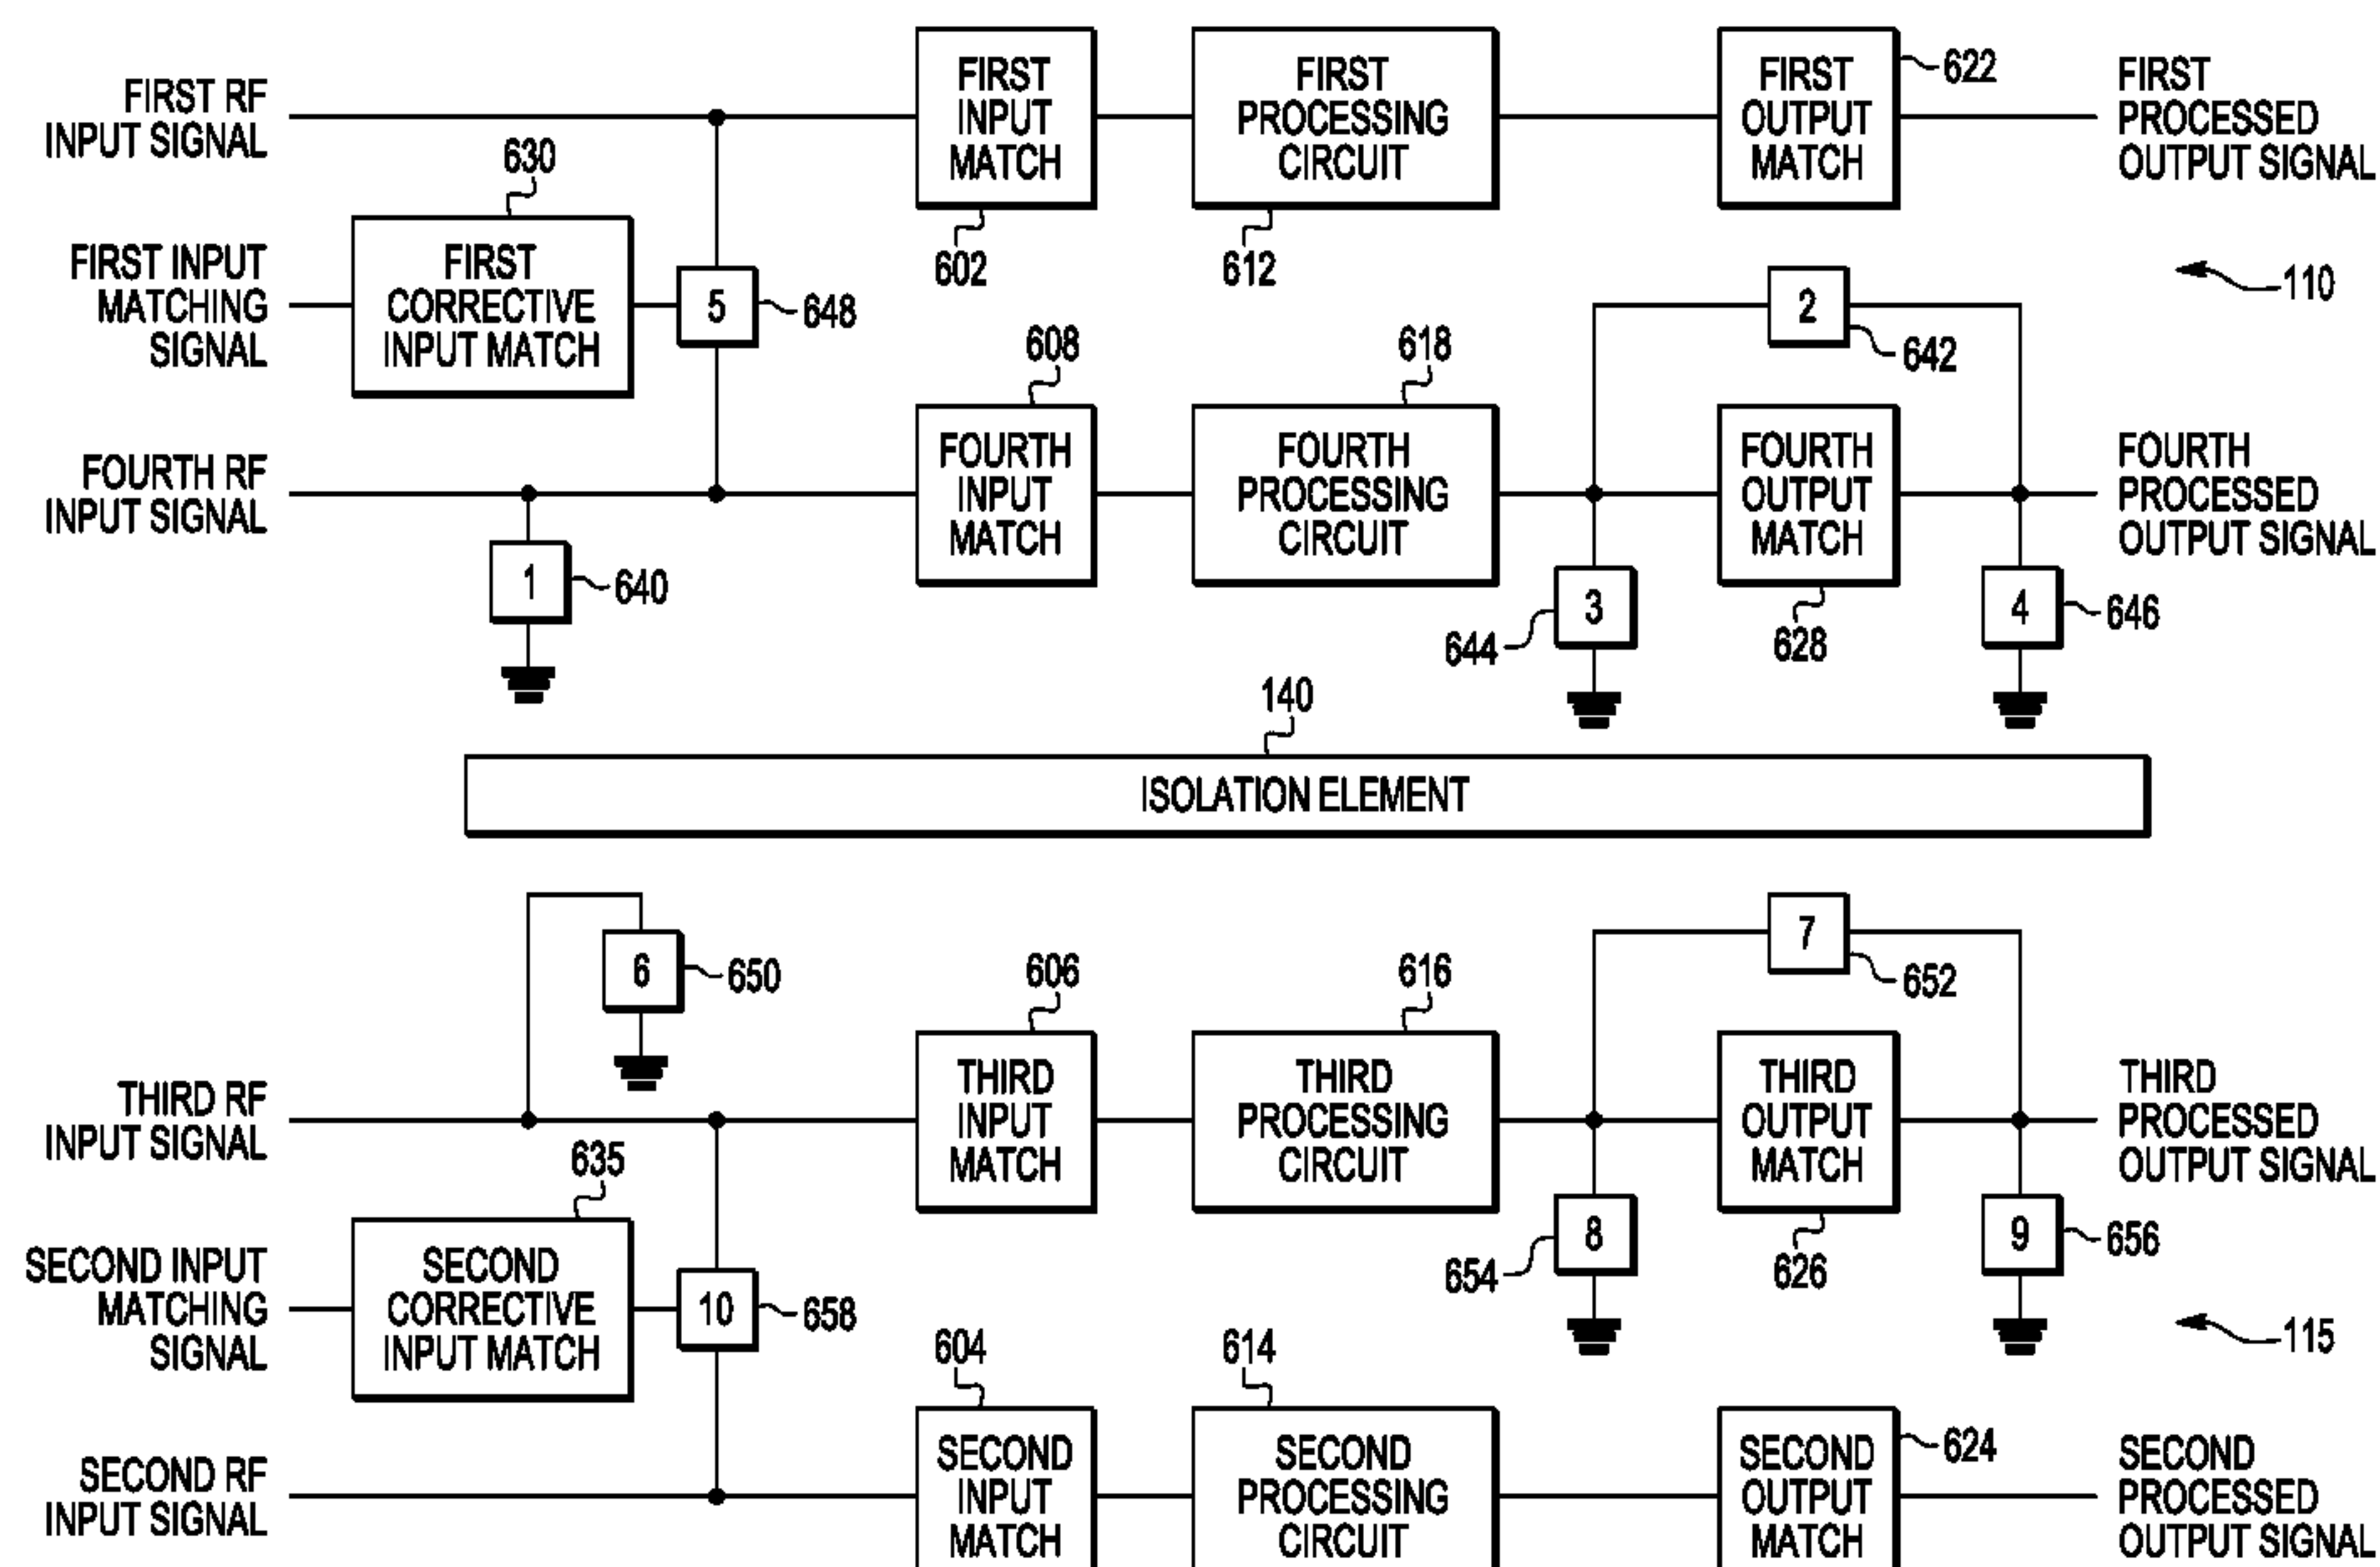 FIRST RF
INPUT SIGNAL
FIRST
INPUT
MATCH
602
FIRST
PROCESSING
CIRCUIT
612
FIRST
OUTPUT
MATCH
622
FIRST
PROCESSED
OUTPUT SIGNAL
630
FIRST INPUT
MATCHING
SIGNAL
FIRST
CORRECTIVE
INPUT MATCH
5
648
110
2
642
608
618
FOURTH RF
INPUT SIGNAL
FOURTH
INPUT
MATCH
FOURTH
PROCESSING
CIRCUIT
FOURTH
OUTPUT
MATCH
FOURTH
PROCESSED
OUTPUT SIGNAL
1
640
3
644
628
4
646
140
ISOLATION ELEMENT
6
650
7
652
606
616
THIRD RF
INPUT SIGNAL
THIRD
INPUT
MATCH
THIRD
PROCESSING
CIRCUIT
THIRD
OUTPUT
MATCH
THIRD
PROCESSED
OUTPUT SIGNAL
635
8
654
626
9
656
SECOND INPUT
MATCHING
SIGNAL
SECOND
CORRECTIVE
INPUT MATCH
10
658
115
604
614
624
SECOND RF
INPUT SIGNAL
SECOND
INPUT
MATCH
SECOND
PROCESSING
CIRCUIT
SECOND
OUTPUT
MATCH
SECOND
PROCESSED
OUTPUT SIGNAL